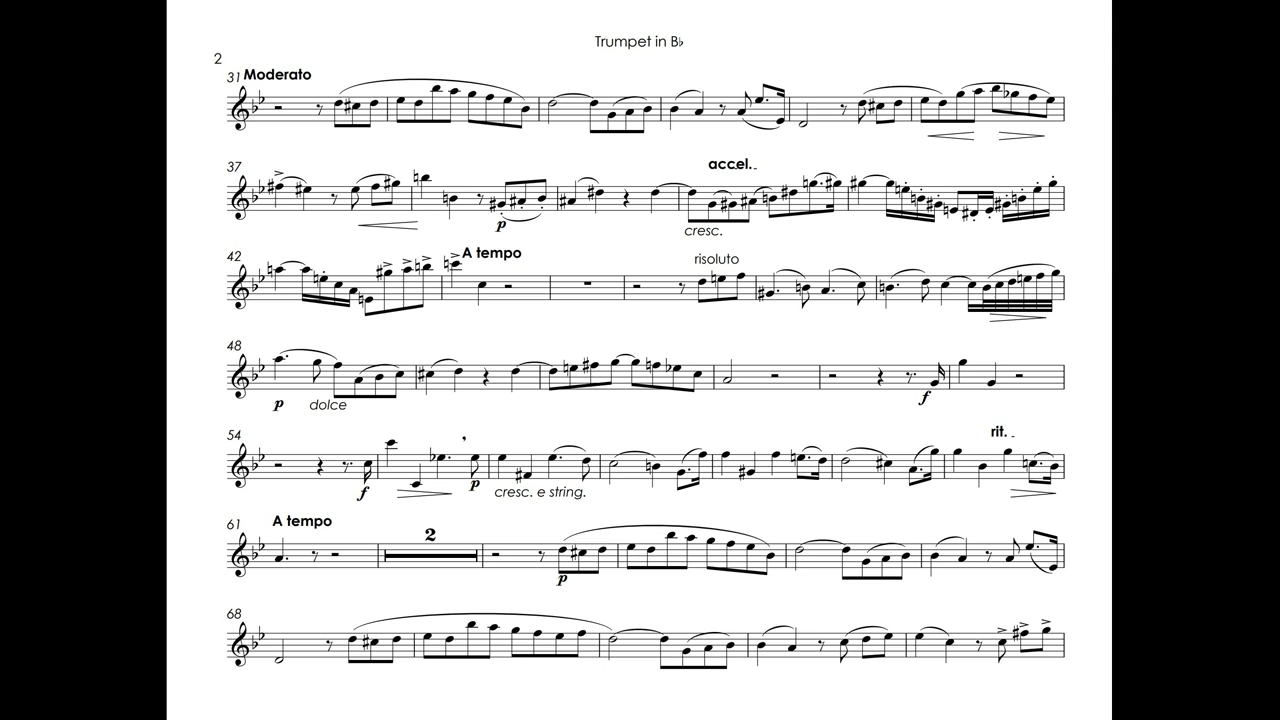 Trumpet in B♭
2
31 Moderato
37
accel.
p
cresc.
42
A tempo
risoluto
48
p
dolce
f
54
rit.
f
p
cresc. e string.
61
A tempo
2
p
68